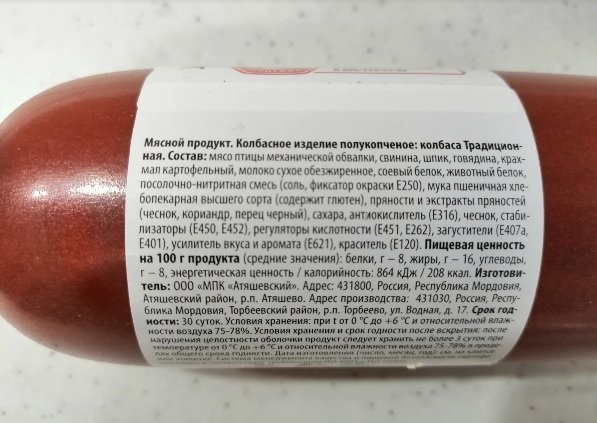 Мясной продукт. Колбасное изделие полукопченое: колбаса Традицион-
ная. Состав: мясо птицы механической обвалки, свинина, шпик, говядина, крах-
мал картофельный, молоко сухое обезжиренное, соевый белок, животный белок,
посолочно-нитритная смесь (соль, фиксатор окраски Е250), мука пшеничная хле-
бопекарная высшего сорта (содержит глютен), пряности и экстракты пряностей
(чеснок, кориандр, перец черный), сахара, антиокислитель (Е316), чеснок, стаби-
лизаторы (Е450, Е452), регуляторы кислотности (Е451, Е262), загустители (Е407а,
Е401), усилитель вкуса и аромата (Е621), краситель (Е120). Пищевая ценность
на 100 г продукта (средние значения): белки, г – 8, жиры, г – 16, углеводы,
г – 8, энергетическая ценность / калорийность: 864 кДж / 208 ккал. Изготови-
тель: ООО «МПК «Атяшевский». Адрес: 431800, Россия, Республика Мордовия,
Атяшевский район, р.п. Атяшево. Адрес производства: 431030, Россия, Респу-
блика Мордовия, Торбеевский район, р.п. Торбеево, ул. Водная, д. 17. Срок год-
ности: 30 суток. Условия хранения: при t от 0 °С до +6 °С и относительной влаж-
ности воздуха 75-78%. Условия хранения и срок годности после вскрытия: после
нарушения целостности оболочки продукт следует хранить не более 3 суток при
температуре от 0 °С до +6 °С и относительной влажности воздуха 75-78% в преде-
лах общего срока годности. Дата изготовления (число, месяц, год): см. на клипсе